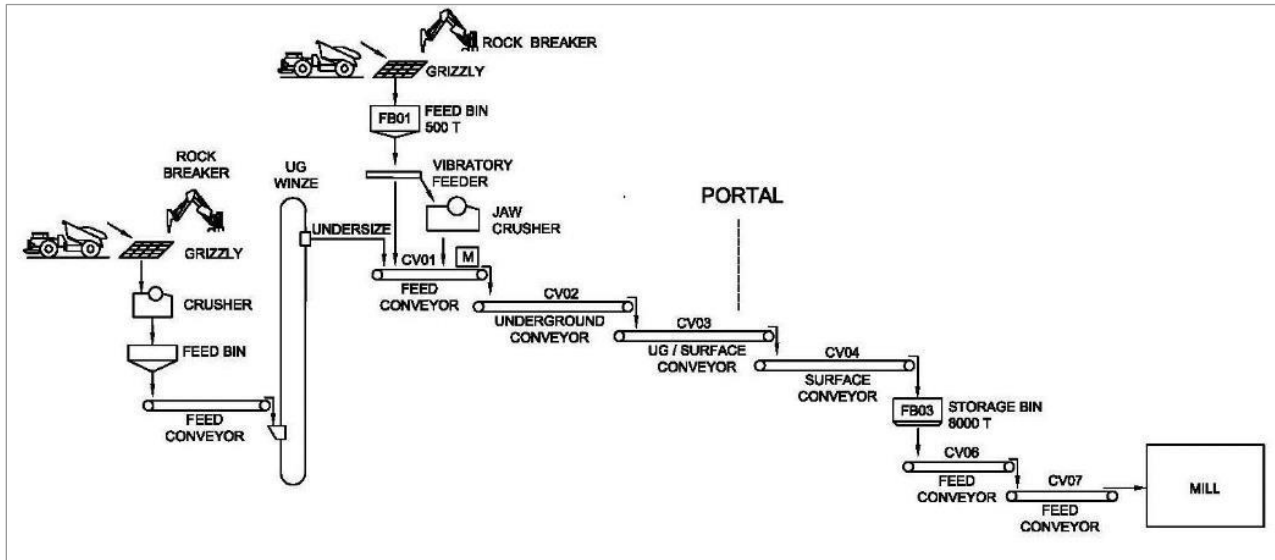 ROCK BREAKER
GRIZZLY
FB01
FEED BIN
500 T
VIBRATORY
FEEDER
JAW
CRUSHER
ROCK
BREAKER
GRIZZLY
CRUSHER
FEED BIN
FEED
CONVEYOR
UG
WINZE
UNDERSIZE
CV01
M
FEED
CONVEYOR
CV02
UNDERGROUND
CONVEYOR
PORTAL
CV03
UG / SURFACE
CONVEYOR
CV04
SURFACE
CONVEYOR
FB03
STORAGE BIN
8000 T
CV06
FEED
CONVEYOR
CV07
FEED
CONVEYOR
MILL